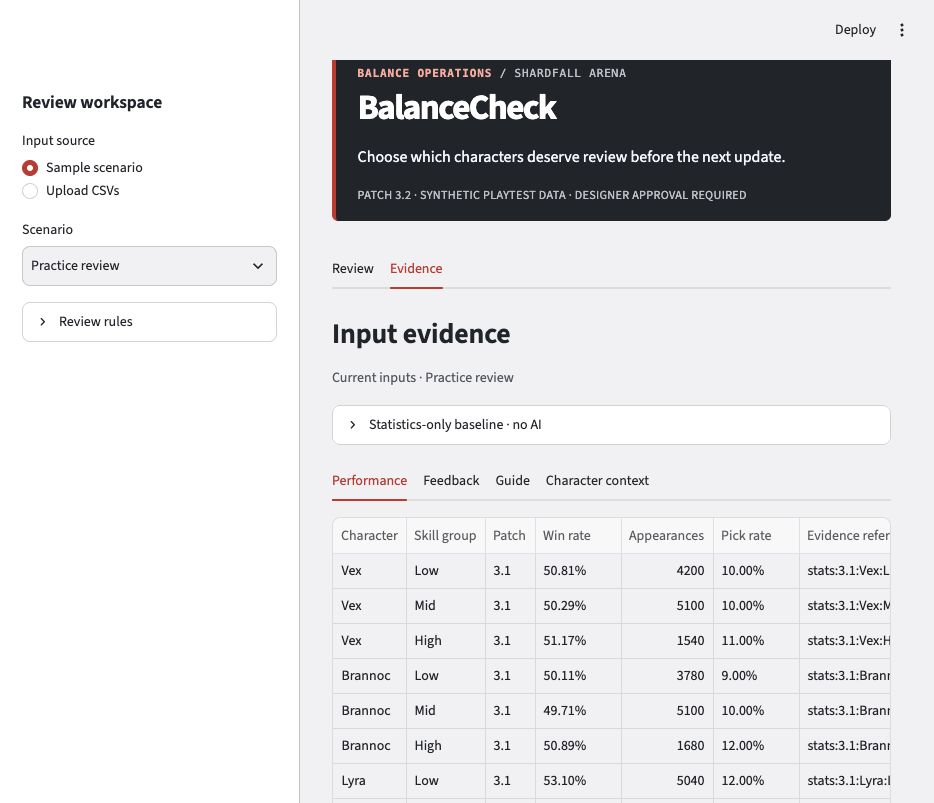 Deploy
Review workspace
Input source
Sample scenario
Upload CSVs
Scenario
Practice review
Review rules
BALANCE OPERATIONS / SHARDFALL ARENA
BalanceCheck
Choose which characters deserve review before the next update.
PATCH 3.2 · SYNTHETIC PLAYTEST DATA · DESIGNER APPROVAL REQUIRED
Review Evidence
Input evidence
Current inputs · Practice review
Statistics-only baseline · no AI
Performance Feedback Guide Character context
Character Skill group Patch Win rate Appearances Pick rate Evidence refer
Vex Low 3.1 50.81% 4200 10.00% stats:3.1:Vex:L
Vex Mid 3.1 50.29% 5100 10.00% stats:3.1:Vex:M
Vex High 3.1 51.17% 1540 11.00% stats:3.1:Vex:H
Brannoc Low 3.1 50.11% 3780 9.00% stats:3.1:Brann
Brannoc Mid 3.1 49.71% 5100 10.00% stats:3.1:Brann
Brannoc High 3.1 50.89% 1680 12.00% stats:3.1:Brann
Lyra Low 3.1 53.10% 5040 12.00% stats:3.1:Lyra: